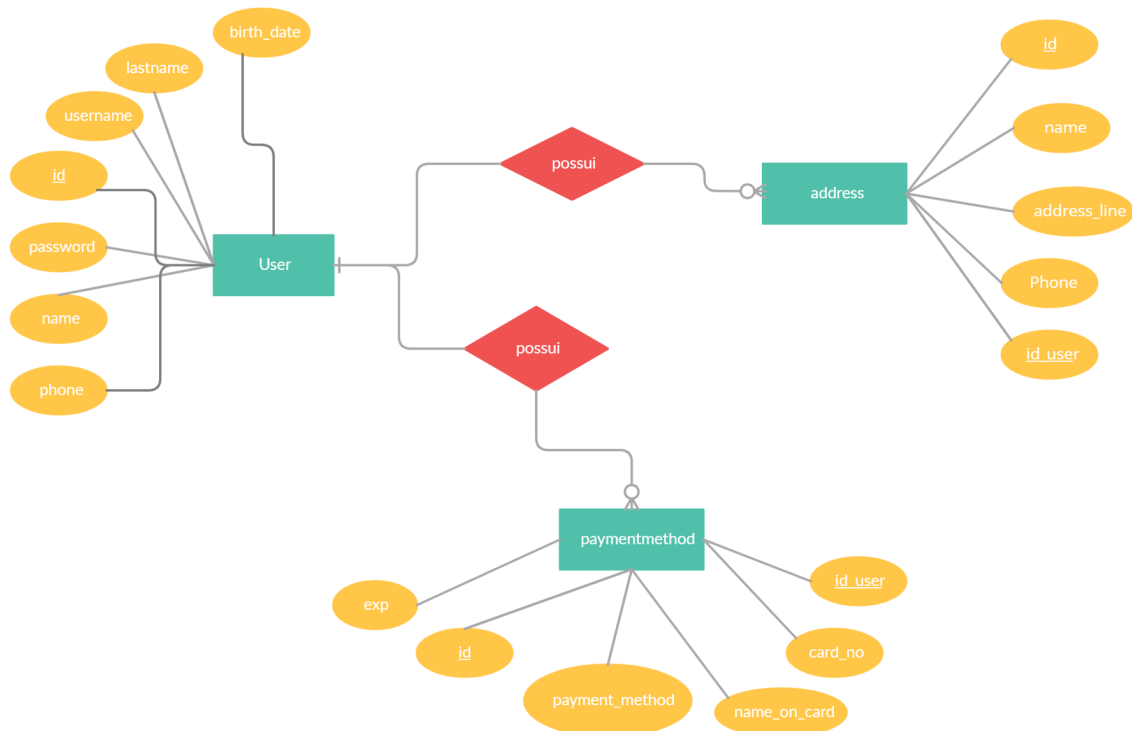 birth_date
lastname
username
id
password
name
phone
User
possui
possui
address
id
name
address_line
Phone
id_user
paymentmethod
exp
id
payment_method
name_on_card
card_no
id_user